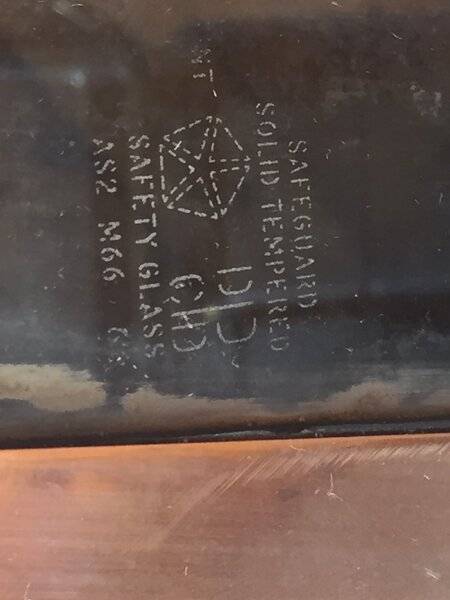 SAFEGUARD
SOLID TEMPERED
SAFETY GLASS
AS2 M66